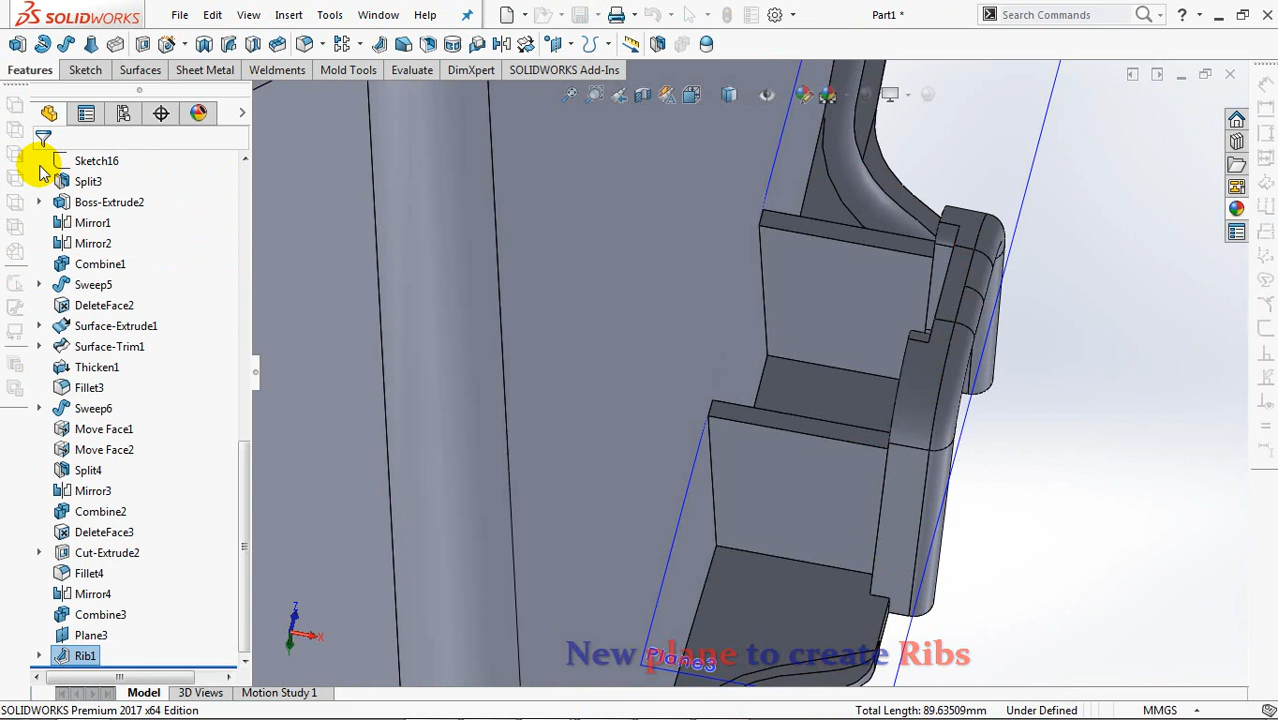 SOLIDWORKS File Edit View Insert Tools Window Help Part1 * Search Commands ?
Features Sketch Surfaces Sheet Metal Weldments Mold Tools Evaluate DimXpert SOLIDWORKS Add-Ins
Sketch16
Split3
Boss-Extrude2
Mirror1
Mirror2
Combine1
Sweep5
DeleteFace2
Surface-Extrude1
Surface-Trim1
Thicken1
Fillet3
Sweep6
Move Face1
Move Face2
Split4
Mirror3
Combine2
DeleteFace3
Cut-Extrude2
Fillet4
Mirror4
Combine3
Plane3
Rib1
Z
X
Plane3
New plane to create Ribs
Model 3D Views Motion Study 1
SOLIDWORKS Premium 2017 x64 Edition Total Length: 89.63509mm Under Defined MMGS